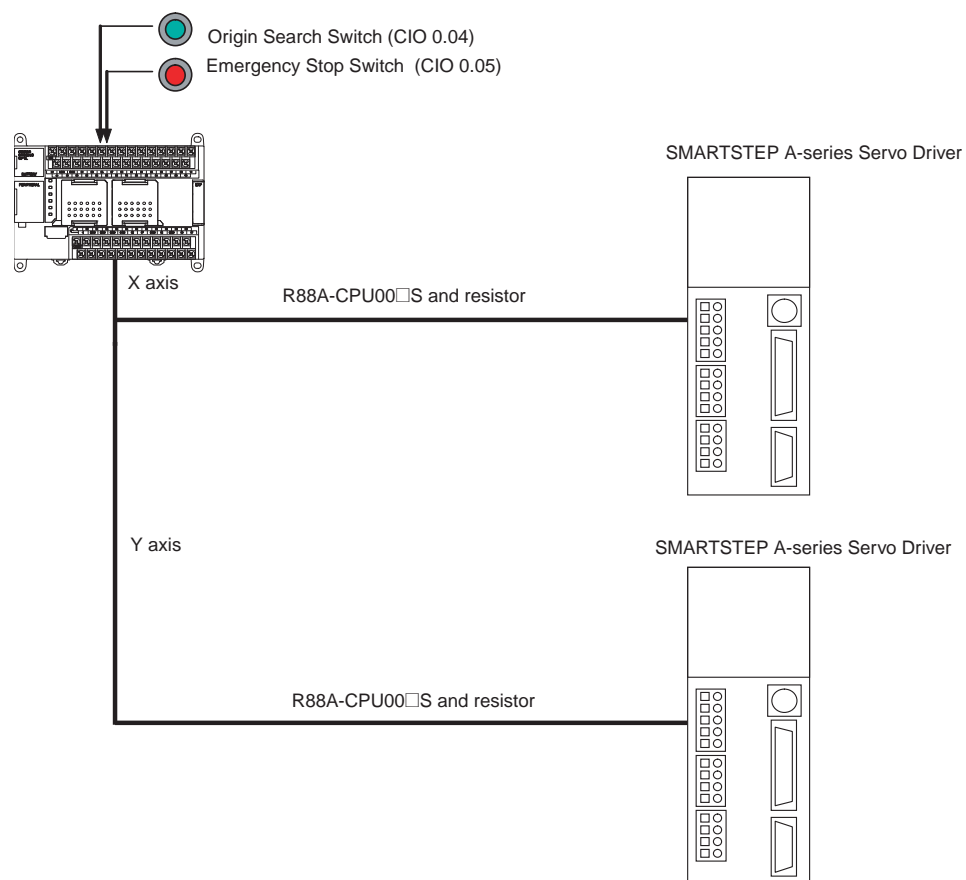 Origin Search Switch (CIO 0.04)
Emergency Stop Switch (CIO 0.05)
SMARTSTEP A-series Servo Driver
X axis
R88A-CPU00□S and resistor
Y axis
SMARTSTEP A-series Servo Driver
R88A-CPU00□S and resistor